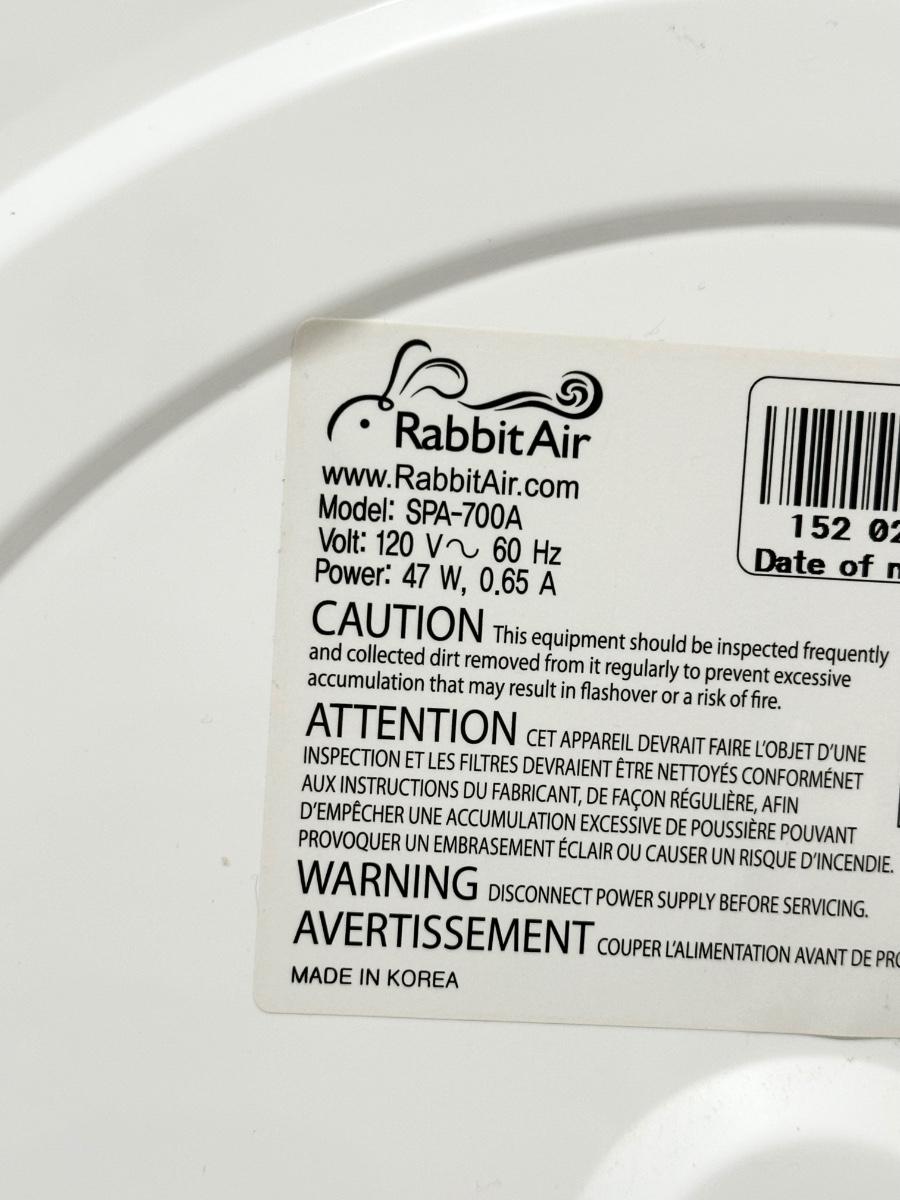 RabbitAir
www.RabbitAir.com
Model: SPA-700A
Volt: 120 V～ 60 Hz
Power: 47 W, 0.65 A
152 02
Date of
CAUTION This equipment should be inspected frequently
and collected dirt removed from it regularly to prevent excessive
accumulation that may result in flashover or a risk of fire.
ATTENTION CET APPAREIL DEVRAIT FAIRE L'OBJET D'UNE
INSPECTION ET LES FILTRES DEVRAIENT ÊTRE NETTOYÉS CONFORMÉNET
AUX INSTRUCTIONS DU FABRICANT, DE FAÇON RÉGULIÈRE, AFIN
D'EMPÊCHER UNE ACCUMULATION EXCESSIVE DE POUSSIÈRE POUVANT
PROVOQUER UN EMBRASEMENT ÉCLAIR OU CAUSER UN RISQUE D'INCENDIE.
WARNING DISCONNECT POWER SUPPLY BEFORE SERVICING.
AVERTISSEMENT COUPER L'ALIMENTATION AVANT DE
MADE IN KOREA